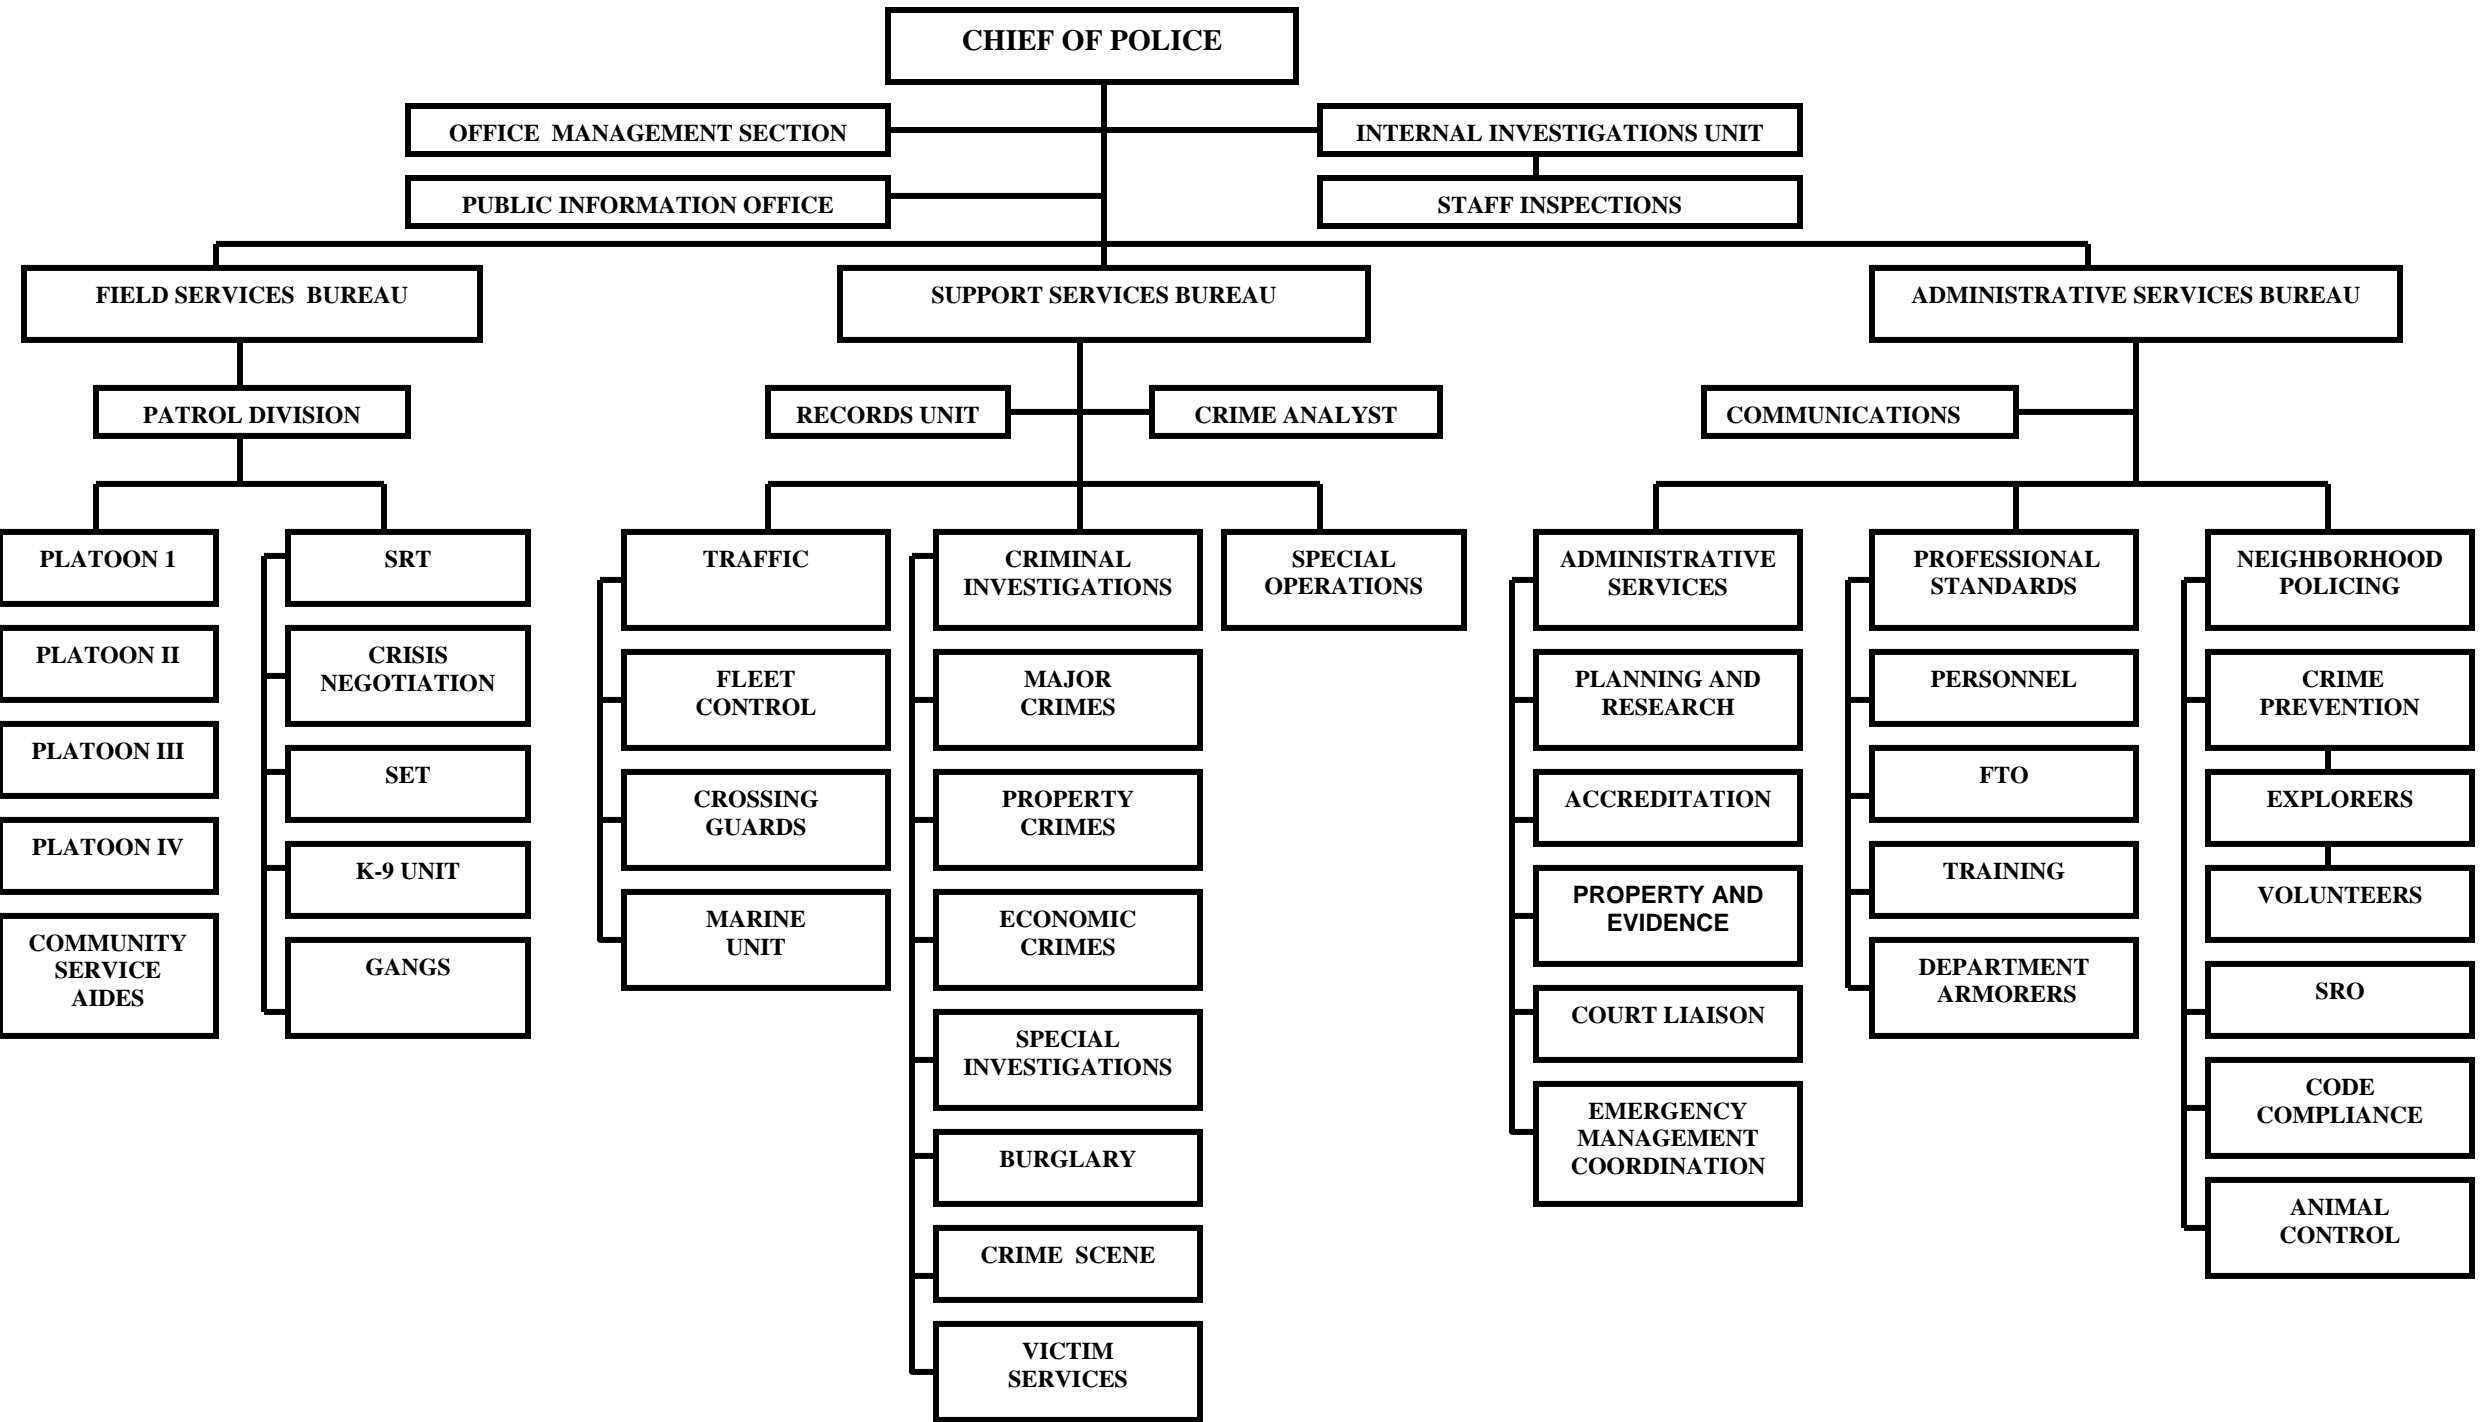 CHIEF OF POLICE
OFFICE MANAGEMENT SECTION
INTERNAL INVESTIGATIONS UNIT
PUBLIC INFORMATION OFFICE
STAFF INSPECTIONS
FIELD SERVICES BUREAU
SUPPORT SERVICES BUREAU
ADMINISTRATIVE SERVICES BUREAU
PATROL DIVISION
RECORDS UNIT
CRIME ANALYST
COMMUNICATIONS
PLATOON 1
PLATOON II
PLATOON III
PLATOON IV
COMMUNITY
SERVICE
AIDES
SRT
CRISIS
NEGOTIATION
SET
K-9 UNIT
GANGS
TRAFFIC
FLEET
CONTROL
CROSSING
GUARDS
MARINE
UNIT
CRIMINAL
INVESTIGATIONS
MAJOR
CRIMES
PROPERTY
CRIMES
ECONOMIC
CRIMES
SPECIAL
INVESTIGATIONS
BURGLARY
CRIME SCENE
VICTIM
SERVICES
SPECIAL
OPERATIONS
ADMINISTRATIVE
SERVICES
PLANNING AND
RESEARCH
ACCREDITATION
PROPERTY AND
EVIDENCE
COURT LIAISON
EMERGENCY
MANAGEMENT
COORDINATION
PROFESSIONAL
STANDARDS
PERSONNEL
FTO
TRAINING
DEPARTMENT
ARMORERS
NEIGHBORHOOD
POLICING
CRIME
PREVENTION
EXPLORERS
VOLUNTEERS
SRO
CODE
COMPLIANCE
ANIMAL
CONTROL